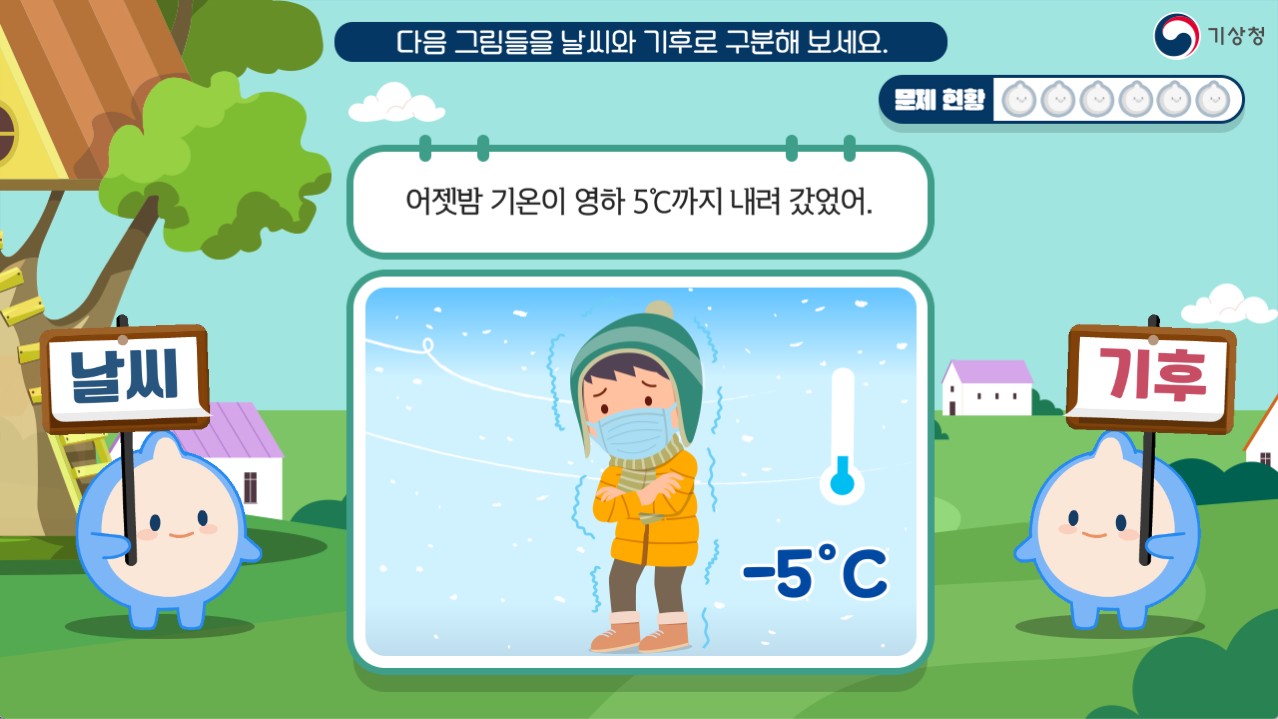 다음 그림들을 날씨와 기후로 구분해 보세요.
기상청
문제 현황
어젯밤 기온이 영하 5℃까지 내려 갔었어.
날씨
기후
-5°C